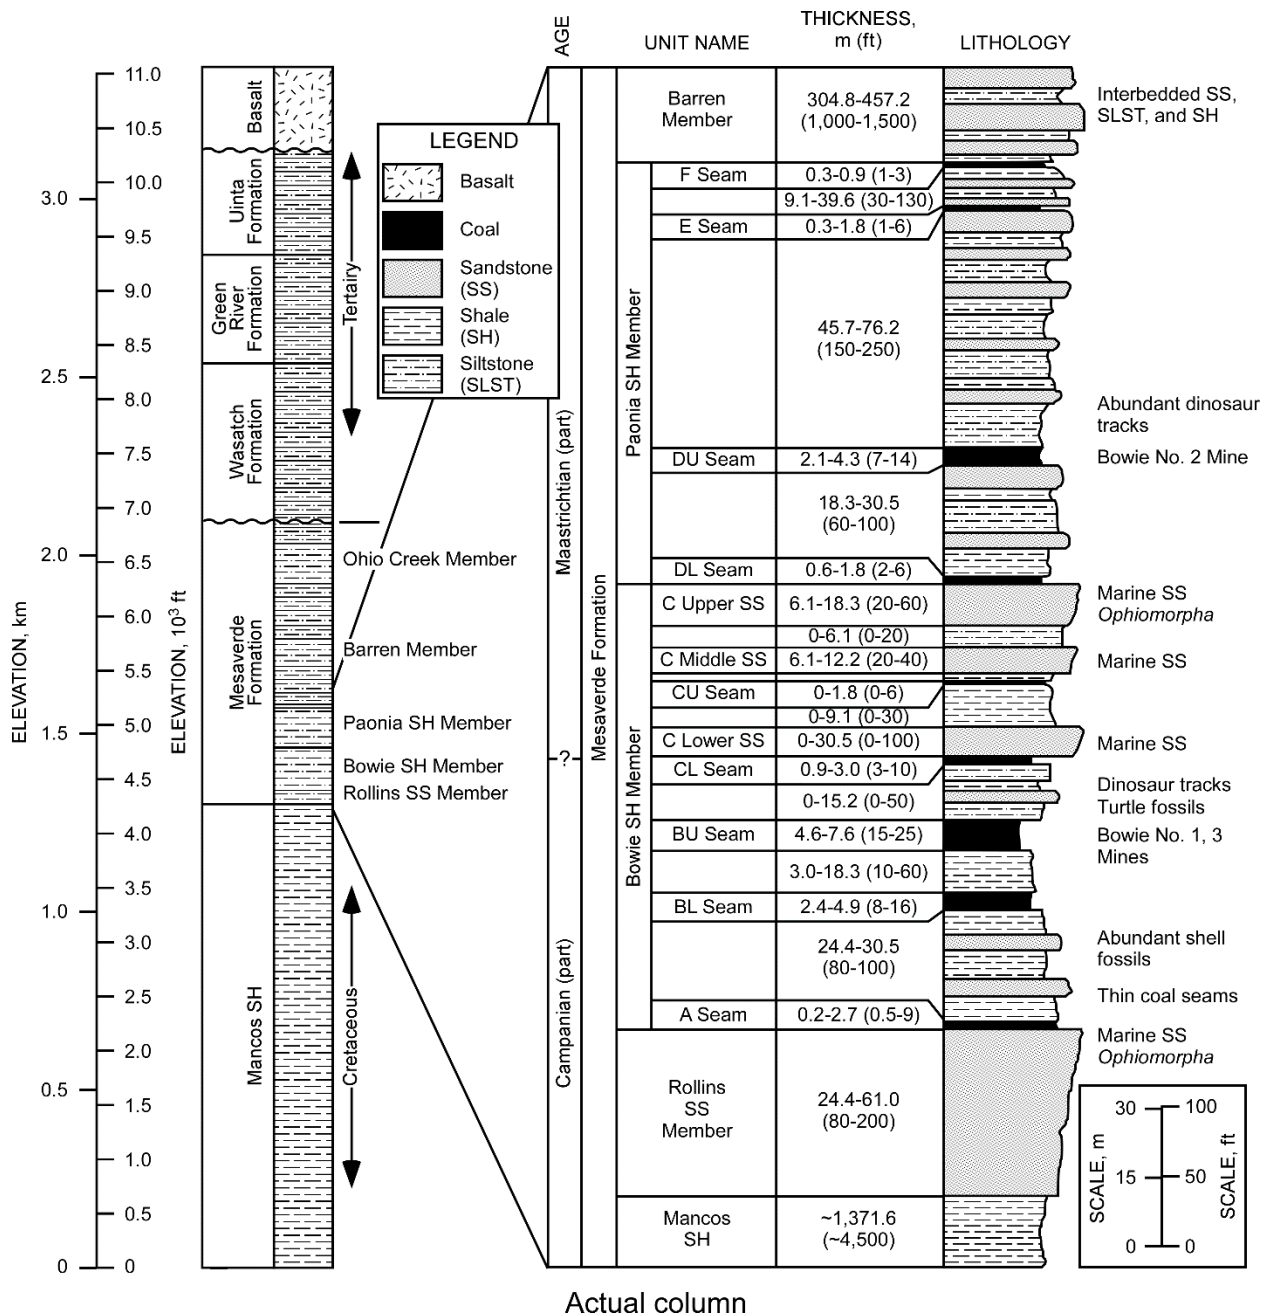 AGE
UNIT NAME
THICKNESS,
m (ft)
LITHOLOGY
ELEVATION, km
3.0
2.5
2.0
1.5
1.0
0.5
0
ELEVATION, 10³ ft
11.0
10.5
10.0
9.5
9.0
8.5
8.0
7.5
7.0
6.5
6.0
5.5
5.0
4.5
4.0
3.5
3.0
2.5
2.0
1.5
1.0
0.5
0
Basalt
Uinta
Formation
Green
River
Formation
Wasatch
Formation
Mesaverde
Formation
Mancos SH
Tertairy
Cretaceous
Ohio Creek Member
Barren Member
Paonia SH Member
Bowie SH Member
Rollins SS Member
LEGEND
Basalt
Coal
Sandstone
(SS)
Shale
(SH)
Siltstone
(SLST)
Maastrichtian (part)
?
Campanian (part)
Mesaverde Formation
Paonia SH Member
Bowie SH Member
Barren
Member
304.8-457.2
(1,000-1,500)
F Seam
0.3-0.9 (1-3)
9.1-39.6 (30-130)
E Seam
0.3-1.8 (1-6)
45.7-76.2
(150-250)
DU Seam
2.1-4.3 (7-14)
18.3-30.5
(60-100)
DL Seam
0.6-1.8 (2-6)
C Upper SS
6.1-18.3 (20-60)
0-6.1 (0-20)
C Middle SS
6.1-12.2 (20-40)
CU Seam
0-1.8 (0-6)
0-9.1 (0-30)
C Lower SS
0-30.5 (0-100)
CL Seam
0.9-3.0 (3-10)
0-15.2 (0-50)
BU Seam
4.6-7.6 (15-25)
3.0-18.3 (10-60)
BL Seam
2.4-4.9 (8-16)
24.4-30.5
(80-100)
A Seam
0.2-2.7 (0.5-9)
Rollins
SS
Member
24.4-61.0
(80-200)
Mancos
SH
~1,371.6
(~4,500)
Interbedded SS,
SLST, and SH
Abundant dinosaur
tracks
Bowie No. 2 Mine
Marine SS
Ophiomorpha
Marine SS
Marine SS
Dinosaur tracks
Turtle fossils
Bowie No. 1, 3
Mines
Abundant shell
fossils
Thin coal seams
Marine SS
Ophiomorpha
SCALE, m
30
15
0
100
50
0
SCALE, ft
Actual column